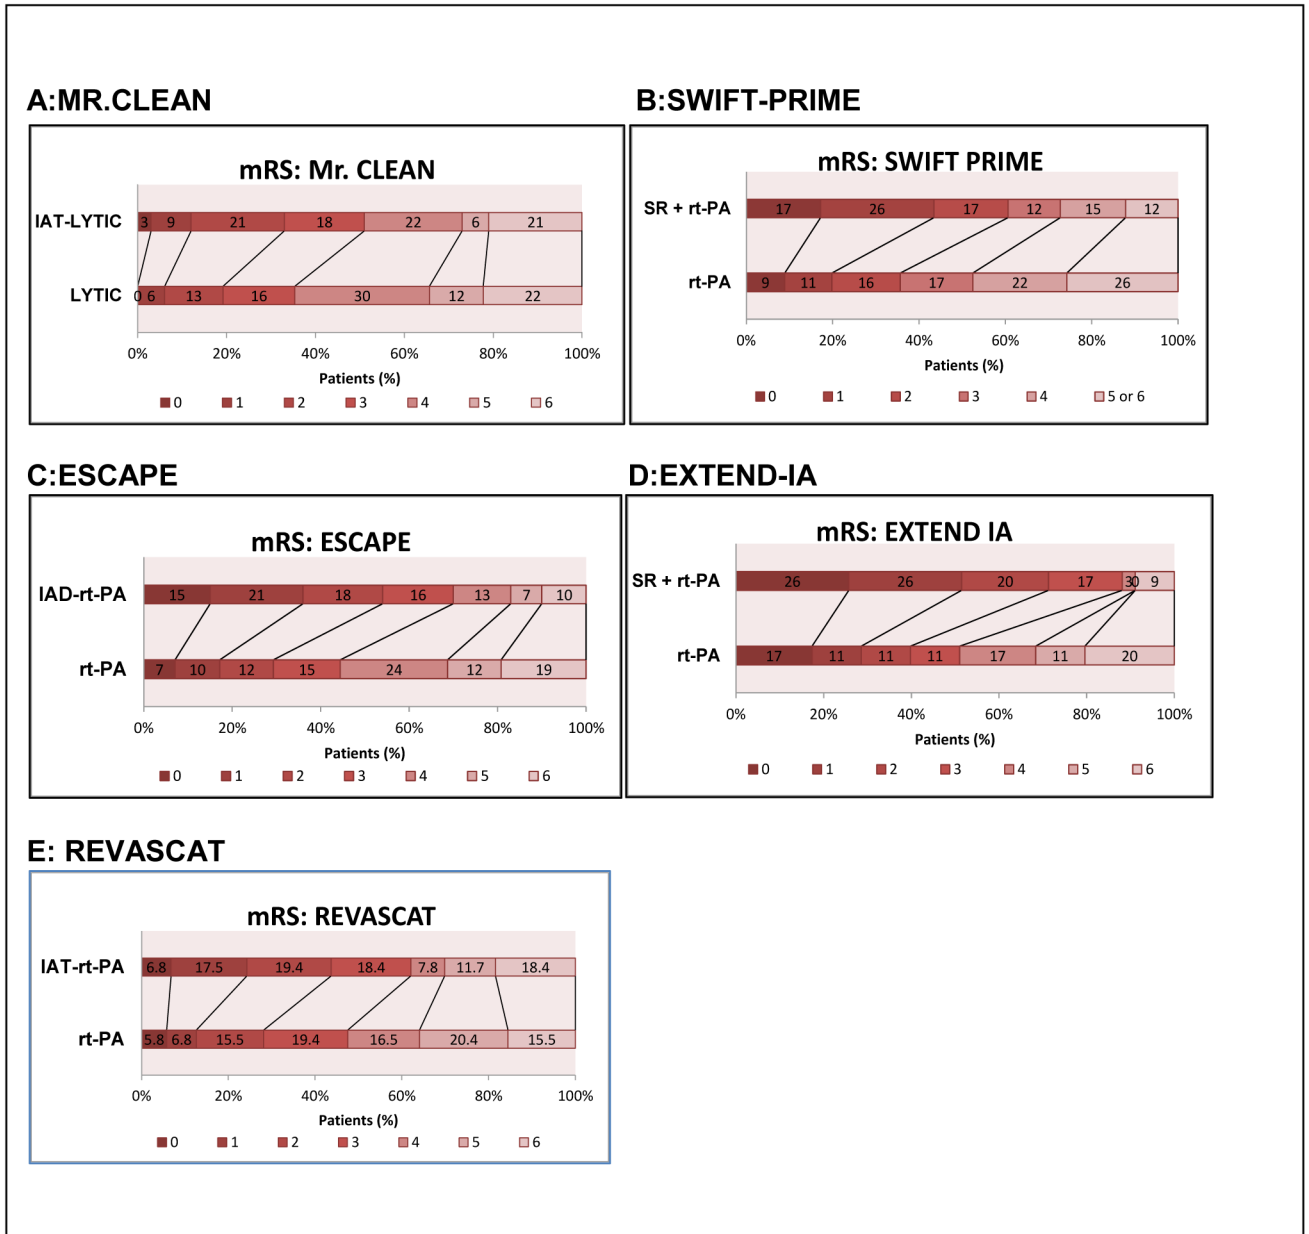 A:MR.CLEAN
mRS: Mr. CLEAN
IAT-LYTIC 3 9 21 18 22 6 21
LYTIC 0 6 13 16 30 12 22
0% 20% 40% 60% 80% 100%
Patients (%)
0 1 2 3 4 5 6
B:SWIFT-PRIME
mRS: SWIFT PRIME
SR + rt-PA 17 26 17 12 15 12
rt-PA 9 11 16 17 22 26
0% 20% 40% 60% 80% 100%
Patients (%)
0 1 2 3 4 5 or 6
C:ESCAPE
mRS: ESCAPE
IAD-rt-PA 15 21 18 16 13 7 10
rt-PA 7 10 12 15 24 12 19
0% 20% 40% 60% 80% 100%
Patients (%)
0 1 2 3 4 5 6
D:EXTEND-IA
mRS: EXTEND IA
SR + rt-PA 26 26 20 17 3 0 9
rt-PA 17 11 11 11 17 11 20
0% 20% 40% 60% 80% 100%
Patients (%)
0 1 2 3 4 5 6
E: REVASCAT
mRS: REVASCAT
IAT-rt-PA 6.8 17.5 19.4 18.4 7.8 11.7 18.4
rt-PA 5.8 6.8 15.5 19.4 16.5 20.4 15.5
0% 20% 40% 60% 80% 100%
Patients (%)
0 1 2 3 4 5 6